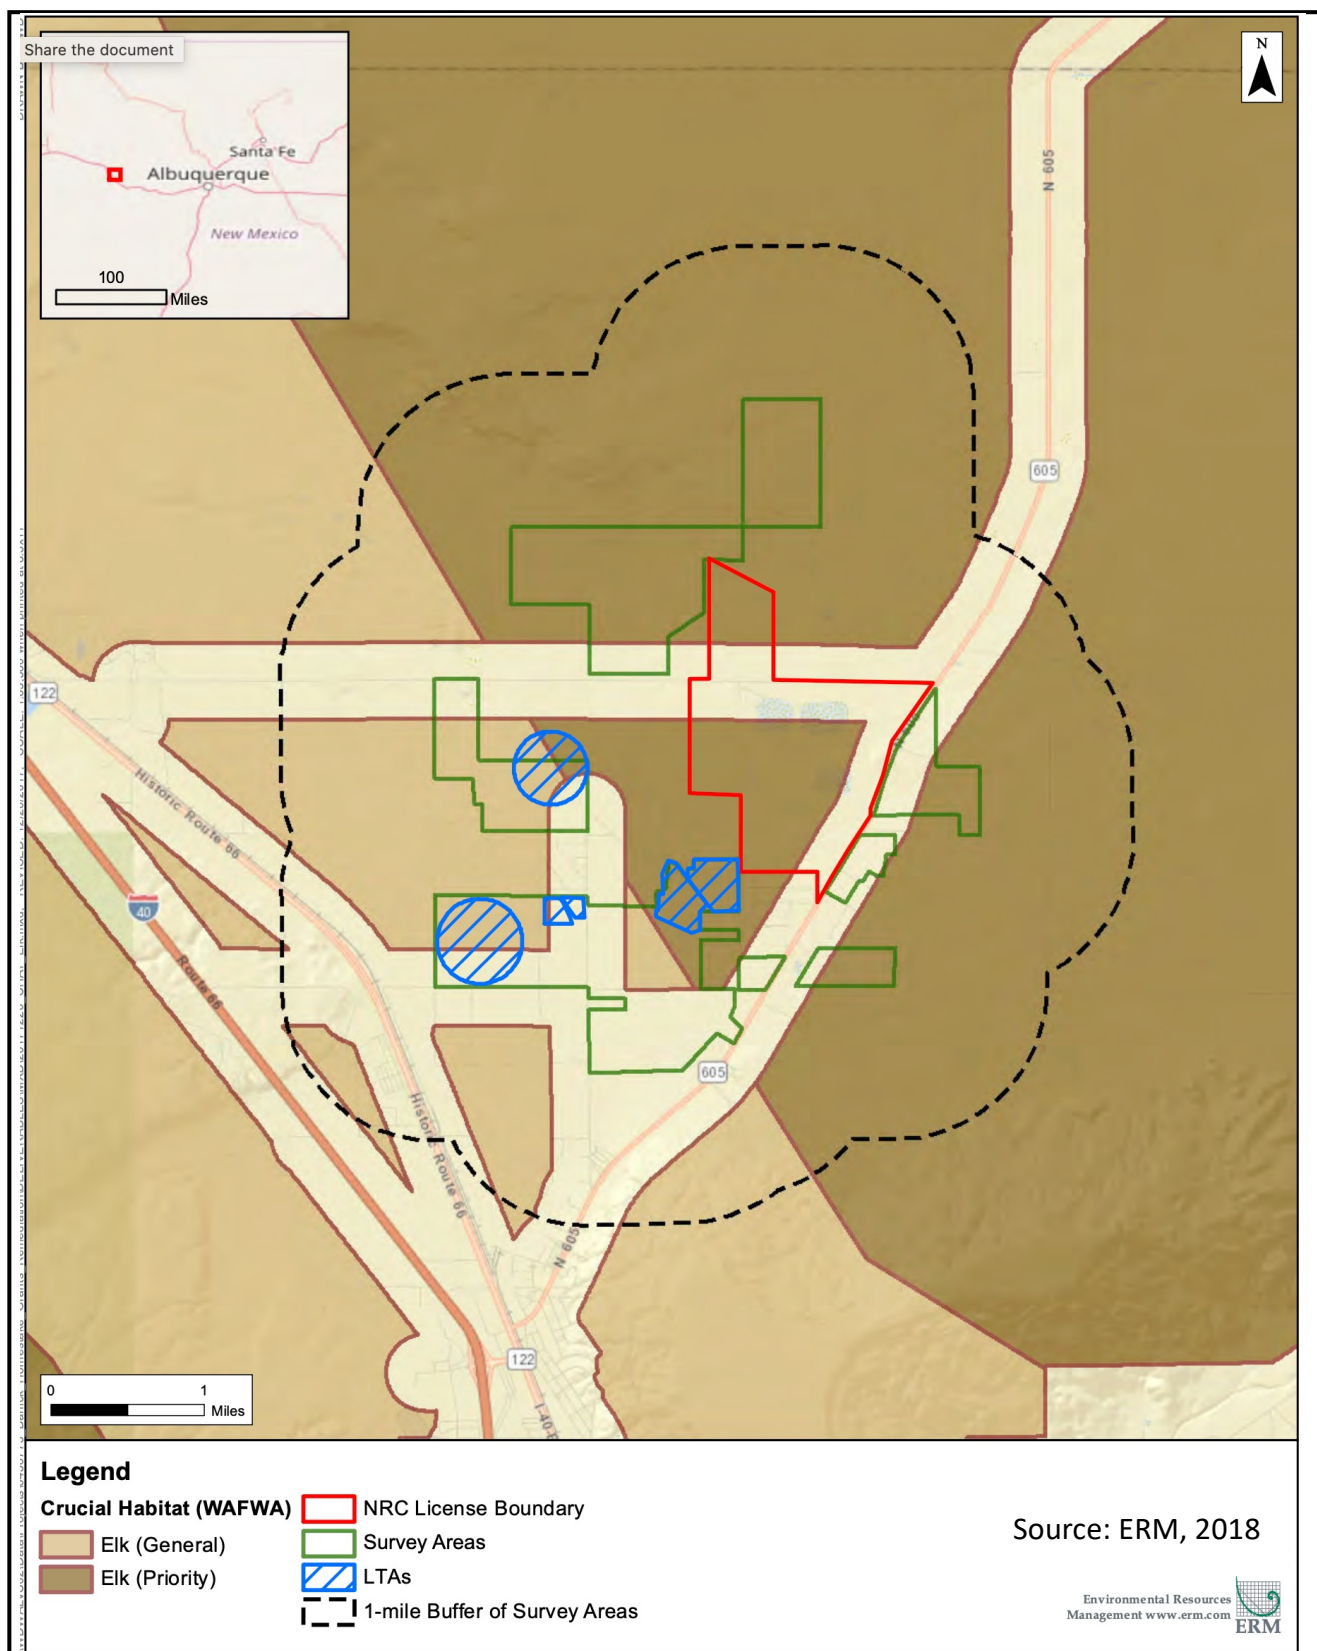 Share the document
N
Santa Fe
Albuquerque
New Mexico
100
Miles
N 605
605
122
Historic Route 66
40
Route 66
605
Historic Route 66
N 605
122
I 40
0 1
Miles
Legend
Crucial Habitat (WAFWA)
Elk (General)
Elk (Priority)
NRC License Boundary
Survey Areas
LTAs
1-mile Buffer of Survey Areas
Source: ERM, 2018
Environmental Resources
Management www.erm.com
ERM